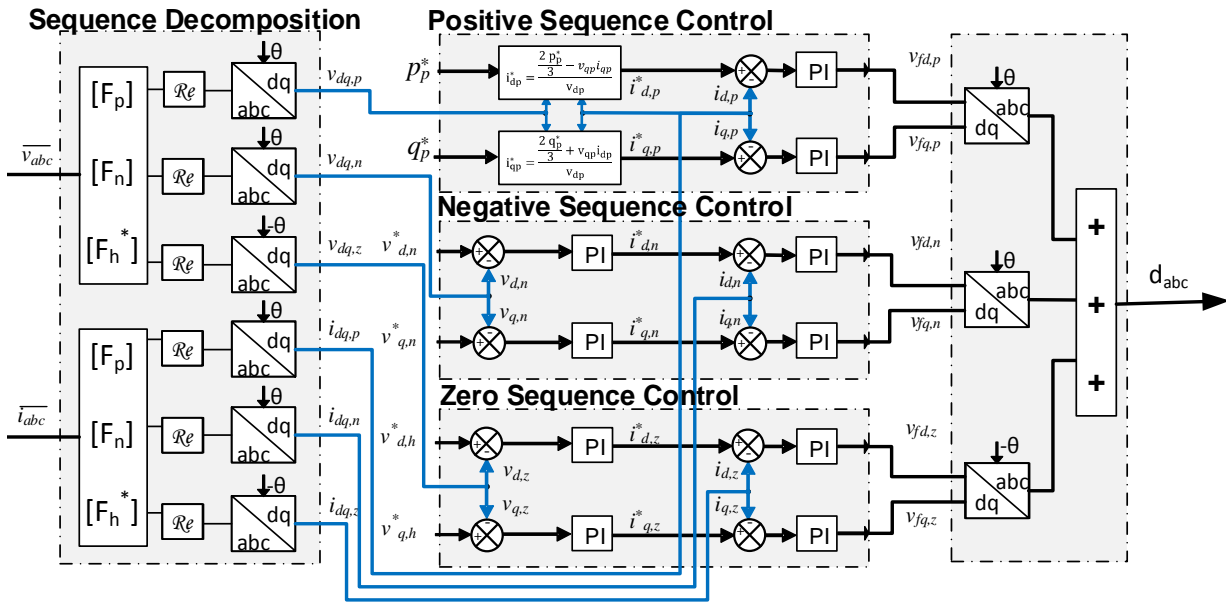 Sequence Decomposition
v̅a̅b̅c̅
[Fp]
[Fn]
[Fh*]
Re
θ
dq
abc
vdq,p
Re
θ
dq
abc
vdq,n
Re
-θ
dq
abc
vdq,z
i̅a̅b̅c̅
[Fp]
[Fn]
[Fh*]
Re
θ
dq
abc
idq,p
Re
θ
dq
abc
idq,n
Re
-θ
dq
abc
idq,z
Positive Sequence Control
pp*
i*dp = (2 p*p/3 − vqp iqp)/vdp
i*d,p
+
-
PI
vfd,p
id,p
iq,p
qp*
i*qp = (2 q*p/3 + vqp idp)/vdp
i*q,p
+
-
PI
vfq,p
Negative Sequence Control
v*d,n
+
-
PI
i*d,n
+
-
PI
vfd,n
vd,n
id,n
vq,n
iq,n
v*q,n
+
-
PI
i*q,n
+
-
PI
vfq,n
Zero Sequence Control
v*d,h
+
-
PI
i*d,z
+
-
PI
vfd,z
vd,z
id,z
vq,z
iq,z
v*q,h
+
-
PI
i*q,z
+
-
PI
vfq,z
θ
abc
dq
θ
abc
dq
-θ
abc
dq
+
+
+
dabc